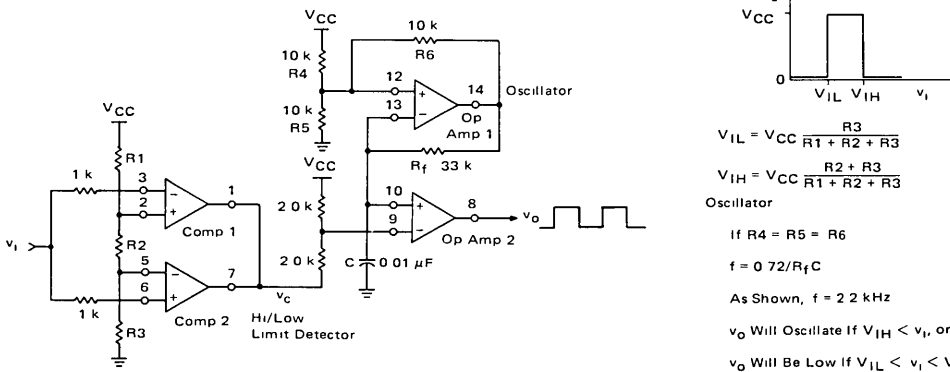 VCC
10 k
R4
10 k
R6
12
13
14
Oscillator
10 k
R5
Op
Amp 1
Rf 33 k
VCC
R1
1 k
3
2
1
Comp 1
R2
vI
5
6
7
Comp 2
1 k
R3
vC
Hi/Low
Limit Detector
VCC
2 0 k
2 0 k
10
9
8
Op Amp 2
vO
C 0 01 µF
VCC
0
VIL VIH vI
VIL = VCC R3 / R1 + R2 + R3
VIH = VCC R2 + R3 / R1 + R2 + R3
Oscillator
If R4 = R5 = R6
f = 0 72/RfC
As Shown, f = 2 2 kHz
vO Will Oscillate If VIH < vI, or
vO Will Be Low If VIL < vI < V